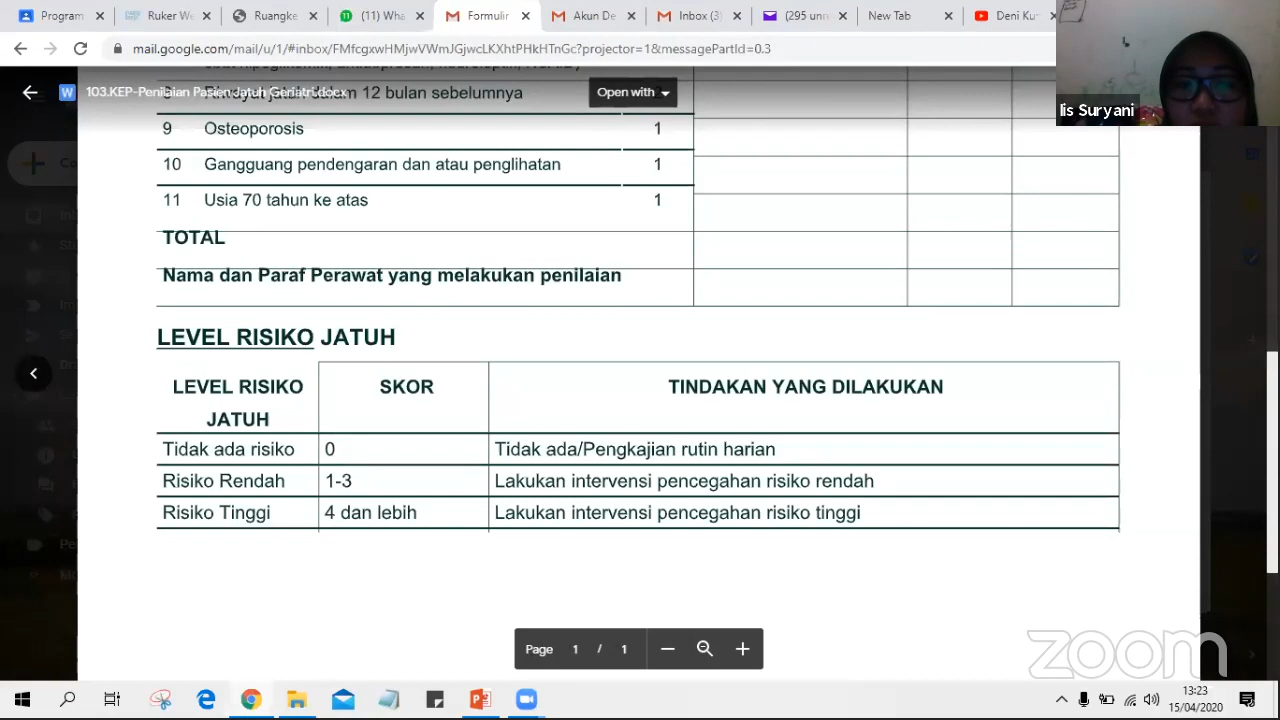 Program
Ruker We
Ruangke
(11) Wha
Formulir
Akun De
Inbox (3)
(295 unr
New Tab
Deni Ku
mail.google.com/mail/u/1/#inbox/FMfcgxwHMjwVWmJGjwcLKXhtPHkHTnGc?projector=1&messagePartId=0.3
Iis Suryani
103.KEP-Penilaian Pasien Jatuh Geriatri.docx
Open with
12 bulan sebelumnya
9 Osteoporosis 1
10 Gangguang pendengaran dan atau penglihatan 1
11 Usia 70 tahun ke atas 1
TOTAL
Nama dan Paraf Perawat yang melakukan penilaian
LEVEL RISIKO JATUH
LEVEL RISIKO JATUH SKOR TINDAKAN YANG DILAKUKAN
Tidak ada risiko 0 Tidak ada/Pengkajian rutin harian
Risiko Rendah 1-3 Lakukan intervensi pencegahan risiko rendah
Risiko Tinggi 4 dan lebih Lakukan intervensi pencegahan risiko tinggi
Page 1 / 1
zoom
13:23
15/04/2020